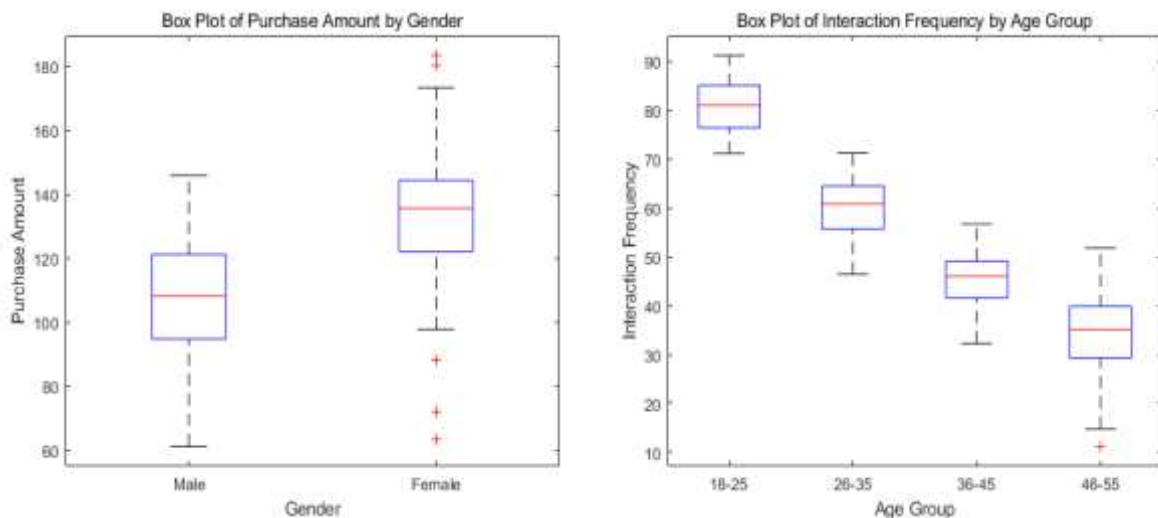 Box Plot of Purchase Amount by Gender
Purchase Amount
180
160
140
120
100
80
60
Male Female
Gender
Box Plot of Interaction Frequency by Age Group
Interaction Frequency
90
80
70
60
50
40
30
20
10
18-25 26-35 36-45 46-55
Age Group